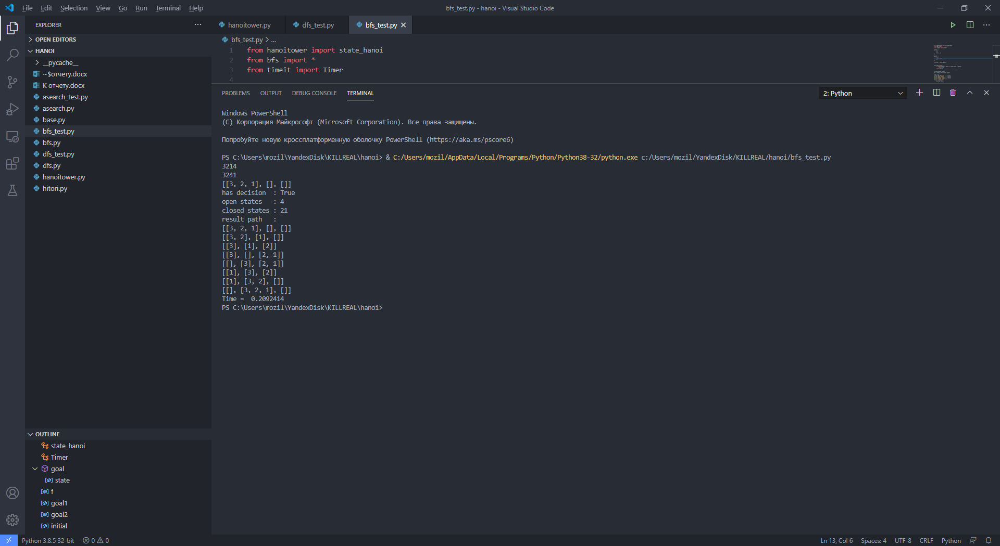 File Edit Selection View Go Run Terminal Help
bfs_test.py - hanoi - Visual Studio Code
EXPLORER
OPEN EDITORS
HANOI
__pycache__
~$отчету.docx
К отчету.docx
asearch_test.py
asearch.py
base.py
bfs_test.py
bfs.py
dfs_test.py
dfs.py
hanoitower.py
hitori.py
OUTLINE
state_hanoi
Timer
goal
state
f
goal1
goal2
initial
hanoitower.py dfs_test.py bfs_test.py
bfs_test.py > ...
1 from hanoitower import state_hanoi
2 from bfs import *
3 from timeit import Timer
4
PROBLEMS OUTPUT DEBUG CONSOLE TERMINAL
2: Python
Windows PowerShell
(C) Корпорация Майкрософт (Microsoft Corporation). Все права защищены.
Попробуйте новую кроссплатформенную оболочку PowerShell (https://aka.ms/pscore6)
PS C:\Users\mozil\YandexDisk\KILLREAL\hanoi> & C:/Users/mozil/AppData/Local/Programs/Python/Python38-32/python.exe c:/Users/mozil/YandexDisk/KILLREAL/hanoi/bfs_test.py
3214
3241
[[3, 2, 1], [], []]
has decision  : True
open states   : 4
closed states : 21
result path   :
[[3, 2, 1], [], []]
[[3, 2], [1], []]
[[3], [1], [2]]
[[3], [], [2, 1]]
[[], [3], [2, 1]]
[[1], [3], [2]]
[[1], [3, 2], []]
[[], [3, 2, 1], []]
Time =  0.2092414
PS C:\Users\mozil\YandexDisk\KILLREAL\hanoi>
Python 3.8.5 32-bit 0 0
Ln 13, Col 6 Spaces: 4 UTF-8 CRLF Python